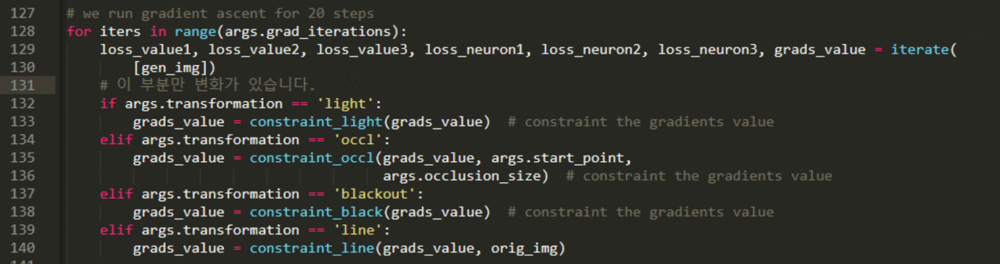 127 # we run gradient ascent for 20 steps
128 for iters in range(args.grad_iterations):
129     loss_value1, loss_value2, loss_value3, loss_neuron1, loss_neuron2, loss_neuron3, grads_value = iterate(
130         [gen_img])
131     # 이 부분만 변화가 있습니다.
132     if args.transformation == 'light':
133         grads_value = constraint_light(grads_value)  # constraint the gradients value
134     elif args.transformation == 'occl':
135         grads_value = constraint_occl(grads_value, args.start_point,
136                                       args.occlusion_size)  # constraint the gradients value
137     elif args.transformation == 'blackout':
138         grads_value = constraint_black(grads_value)  # constraint the gradients value
139     elif args.transformation == 'line':
140         grads_value = constraint_line(grads_value, orig_img)